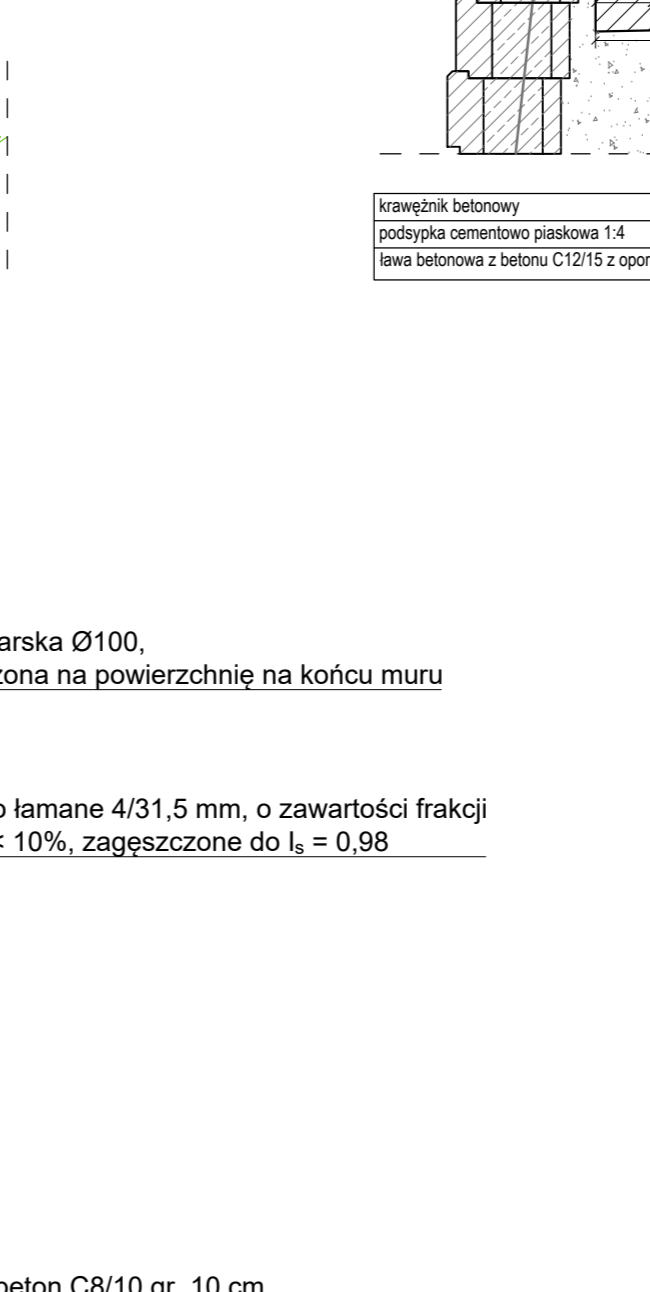 krawężnik betonowy
podsypka cementowo piaskowa 1:4
ława betonowa z betonu C12/15 z opor
arska Ø100,
zona na powierzchnię na końcu muru
o łamane 4/31,5 mm, o zawartości frakcji
< 10%, zagęszczone do Iₛ = 0,98
beton C8/10 gr. 10 cm